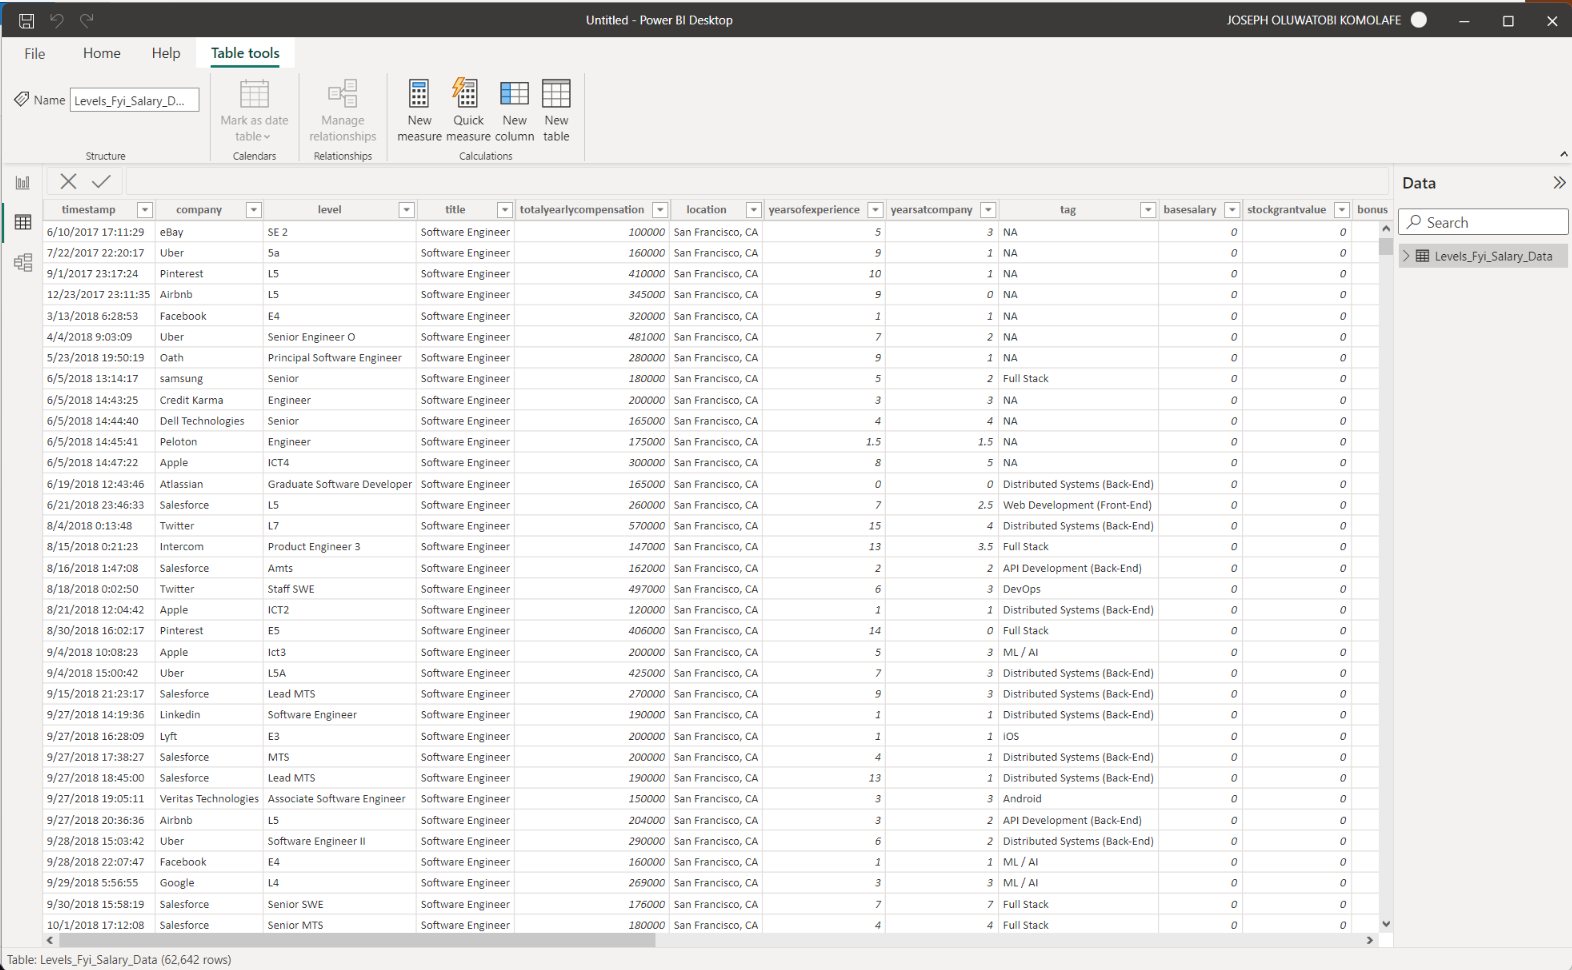 Untitled - Power BI Desktop
JOSEPH OLUWATOBI KOMOLAFE
File Home Help Table tools
Name Levels_Fyi_Salary_D...
Mark as date table
Manage relationships
New measure
Quick measure
New column
New table
Structure Calendars Relationships Calculations
Data
Search
Levels_Fyi_Salary_Data
timestamp company level title totalyearlycompensation location yearsofexperience yearsatcompany tag basesalary stockgrantvalue bonus
6/10/2017 17:11:29 eBay SE 2 Software Engineer 100000 San Francisco, CA 5 3 NA 0 0
7/22/2017 22:20:17 Uber 5a Software Engineer 160000 San Francisco, CA 9 1 NA 0 0
9/1/2017 23:17:24 Pinterest L5 Software Engineer 410000 San Francisco, CA 10 1 NA 0 0
12/23/2017 23:11:35 Airbnb L5 Software Engineer 345000 San Francisco, CA 9 0 NA 0 0
3/13/2018 6:28:53 Facebook E4 Software Engineer 320000 San Francisco, CA 1 1 NA 0 0
4/4/2018 9:03:09 Uber Senior Engineer O Software Engineer 481000 San Francisco, CA 7 2 NA 0 0
5/23/2018 19:50:19 Oath Principal Software Engineer Software Engineer 280000 San Francisco, CA 9 1 NA 0 0
6/5/2018 13:14:17 samsung Senior Software Engineer 180000 San Francisco, CA 5 2 Full Stack 0 0
6/5/2018 14:43:25 Credit Karma Engineer Software Engineer 200000 San Francisco, CA 3 3 NA 0 0
6/5/2018 14:44:40 Dell Technologies Senior Software Engineer 165000 San Francisco, CA 4 4 NA 0 0
6/5/2018 14:45:41 Peloton Engineer Software Engineer 175000 San Francisco, CA 1.5 1.5 NA 0 0
6/5/2018 14:47:22 Apple ICT4 Software Engineer 300000 San Francisco, CA 8 5 NA 0 0
6/19/2018 12:43:46 Atlassian Graduate Software Developer Software Engineer 165000 San Francisco, CA 0 0 Distributed Systems (Back-End) 0 0
6/21/2018 23:46:33 Salesforce L5 Software Engineer 260000 San Francisco, CA 7 2.5 Web Development (Front-End) 0 0
8/4/2018 0:13:48 Twitter L7 Software Engineer 570000 San Francisco, CA 15 4 Distributed Systems (Back-End) 0 0
8/15/2018 0:21:23 Intercom Product Engineer 3 Software Engineer 147000 San Francisco, CA 13 3.5 Full Stack 0 0
8/16/2018 1:47:08 Salesforce Amts Software Engineer 162000 San Francisco, CA 2 2 API Development (Back-End) 0 0
8/18/2018 0:02:50 Twitter Staff SWE Software Engineer 497000 San Francisco, CA 6 3 DevOps 0 0
8/21/2018 12:04:42 Apple ICT2 Software Engineer 120000 San Francisco, CA 1 1 Distributed Systems (Back-End) 0 0
8/30/2018 16:02:17 Pinterest E5 Software Engineer 406000 San Francisco, CA 14 0 Full Stack 0 0
9/4/2018 10:08:23 Apple Ict3 Software Engineer 200000 San Francisco, CA 5 3 ML / AI 0 0
9/4/2018 15:00:42 Uber L5A Software Engineer 425000 San Francisco, CA 7 3 Distributed Systems (Back-End) 0 0
9/15/2018 21:23:17 Salesforce Lead MTS Software Engineer 270000 San Francisco, CA 9 3 Distributed Systems (Back-End) 0 0
9/27/2018 14:19:36 Linkedin Software Engineer Software Engineer 190000 San Francisco, CA 1 1 Distributed Systems (Back-End) 0 0
9/27/2018 16:28:09 Lyft E3 Software Engineer 200000 San Francisco, CA 1 1 iOS 0 0
9/27/2018 17:38:27 Salesforce MTS Software Engineer 200000 San Francisco, CA 4 1 Distributed Systems (Back-End) 0 0
9/27/2018 18:45:00 Salesforce Lead MTS Software Engineer 190000 San Francisco, CA 13 1 Distributed Systems (Back-End) 0 0
9/27/2018 19:05:11 Veritas Technologies Associate Software Engineer Software Engineer 150000 San Francisco, CA 3 3 Android 0 0
9/27/2018 20:36:36 Airbnb L5 Software Engineer 204000 San Francisco, CA 3 2 API Development (Back-End) 0 0
9/28/2018 15:03:42 Uber Software Engineer II Software Engineer 290000 San Francisco, CA 6 2 Distributed Systems (Back-End) 0 0
9/28/2018 22:07:47 Facebook E4 Software Engineer 160000 San Francisco, CA 1 1 ML / AI 0 0
9/29/2018 5:56:55 Google L4 Software Engineer 269000 San Francisco, CA 3 3 ML / AI 0 0
9/30/2018 15:58:19 Salesforce Senior SWE Software Engineer 176000 San Francisco, CA 7 7 Full Stack 0 0
10/1/2018 17:12:08 Salesforce Senior MTS Software Engineer 180000 San Francisco, CA 4 4 Full Stack 0 0
Table: Levels_Fyi_Salary_Data (62,642 rows)